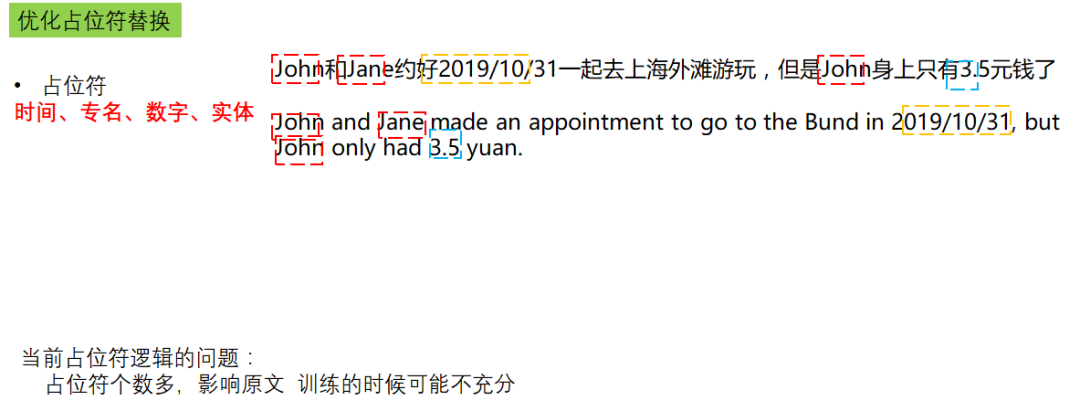 优化占位符替换
John和Jane约好2019/10/31一起去上海外滩游玩，但是John身上只有3.5元钱了
• 占位符
时间、专名、数字、实体
John and Jane made an appointment to go to the Bund in 2019/10/31, but
John only had 3.5 yuan.
当前占位符逻辑的问题：
占位符个数多，影响原文 训练的时候可能不充分